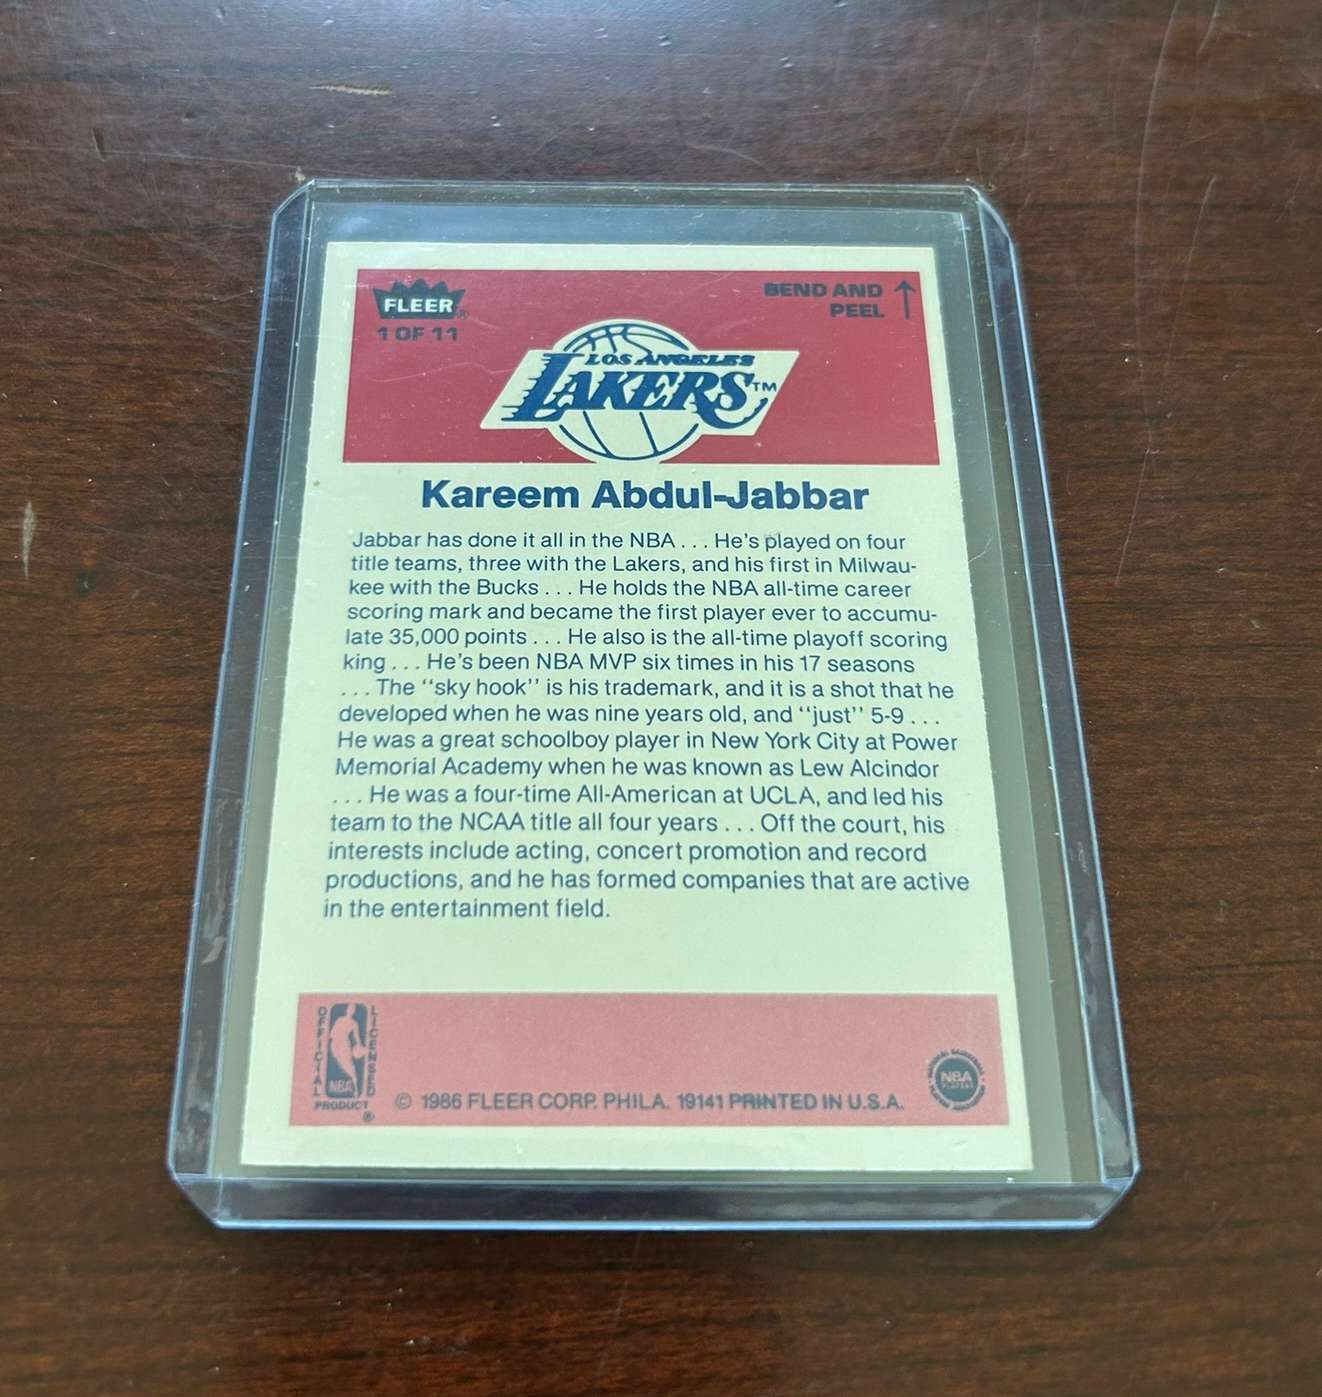 FLEER®
1 OF 11
BEND AND
PEEL ↑
LOS ANGELES
LAKERS™
Kareem Abdul-Jabbar
Jabbar has done it all in the NBA . . . He's played on four
title teams, three with the Lakers, and his first in Milwau-
kee with the Bucks . . . He holds the NBA all-time career
scoring mark and became the first player ever to accumu-
late 35,000 points . . . He also is the all-time playoff scoring
king . . . He's been NBA MVP six times in his 17 seasons
. . . The ‘‘sky hook’’ is his trademark, and it is a shot that he
developed when he was nine years old, and ‘‘just’’ 5-9 . . .
He was a great schoolboy player in New York City at Power
Memorial Academy when he was known as Lew Alcindor
. . . He was a four-time All-American at UCLA, and led his
team to the NCAA title all four years . . . Off the court, his
interests include acting, concert promotion and record
productions, and he has formed companies that are active
in the entertainment field.
OFFICIAL
LICENSED
NBA
PRODUCT
®
© 1986 FLEER CORP. PHILA. 19141 PRINTED IN U.S.A.
NATIONAL BASKETBALL
NBA
PLAYERS